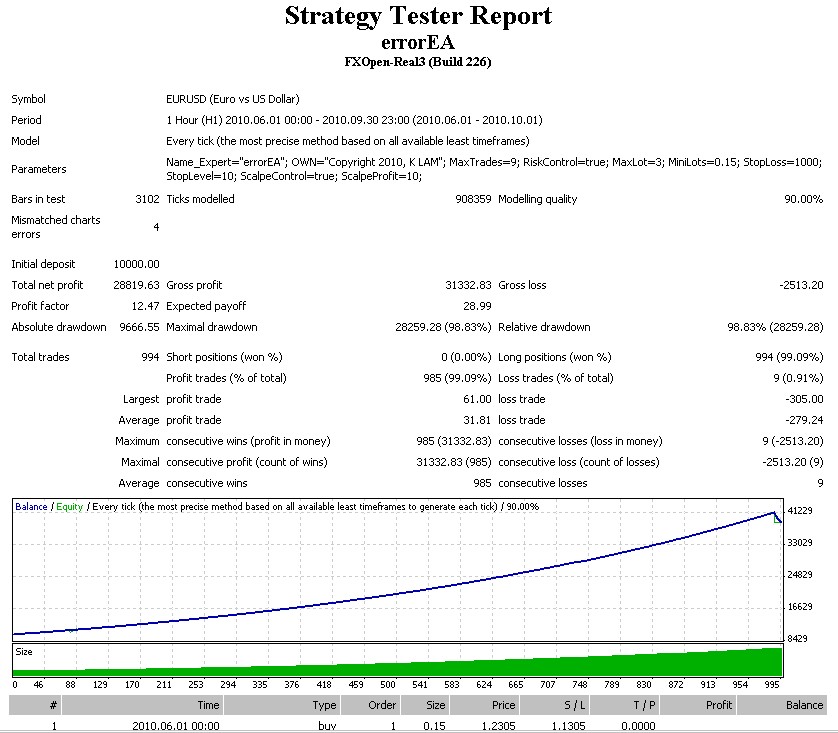 Strategy Tester Report
errorEA
FXOpen-Real3 (Build 226)
Symbol EURUSD (Euro vs US Dollar)
Period 1 Hour (H1) 2010.06.01 00:00 - 2010.09.30 23:00 (2010.06.01 - 2010.10.01)
Model Every tick (the most precise method based on all available least timeframes)
Parameters Name_Expert="errorEA"; OWN="Copyright 2010, K LAM"; MaxTrades=9; RiskControl=true; MaxLot=3; MiniLots=0.15; StopLoss=1000;
StopLevel=10; ScalpeControl=true; ScalpeProfit=10;
Bars in test 3102 Ticks modelled 908359 Modelling quality 90.00%
Mismatched charts
errors 4
Initial deposit 10000.00
Total net profit 28819.63 Gross profit 31332.83 Gross loss -2513.20
Profit factor 12.47 Expected payoff 28.99
Absolute drawdown 9666.55 Maximal drawdown 28259.28 (98.83%) Relative drawdown 98.83% (28259.28)
Total trades 994 Short positions (won %) 0 (0.00%) Long positions (won %) 994 (99.09%)
Profit trades (% of total) 985 (99.09%) Loss trades (% of total) 9 (0.91%)
Largest profit trade 61.00 loss trade -305.00
Average profit trade 31.81 loss trade -279.24
Maximum consecutive wins (profit in money) 985 (31332.83) consecutive losses (loss in money) 9 (-2513.20)
Maximal consecutive profit (count of wins) 31332.83 (985) consecutive loss (count of losses) -2513.20 (9)
Average consecutive wins 985 consecutive losses 9
Balance / Equity / Every tick (the most precise method based on all available least timeframes to generate each tick) / 90.00%
41229
33029
24829
16629
8429
Size
0 46 88 129 170 211 253 294 335 376 418 459 500 541 583 624 665 707 748 789 830 872 913 954 995
# Time Type Order Size Price S / L T / P Profit Balance
1 2010.06.01 00:00 buy 1 0.15 1.2305 1.1305 0.0000